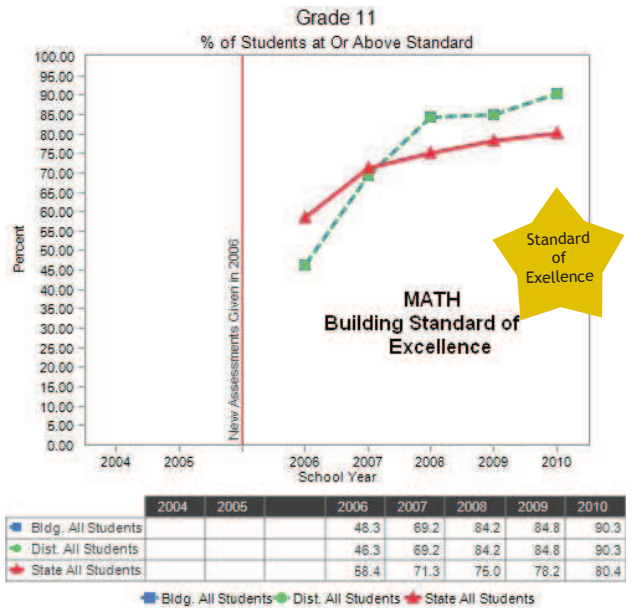 Grade 11
% of Students at Or Above Standard
100.00
95.00
90.00
85.00
80.00
75.00
70.00
65.00
60.00
55.00
50.00
45.00
40.00
35.00
30.00
25.00
20.00
15.00
10.00
5.00
0.00
Percent
New Assessments Given in 2006
Standard
of
Exellence
MATH
Building Standard of
Excellence
2004 2005 2006 2007 2008 2009 2010
School Year
2004 2005 2006 2007 2008 2009 2010
Bldg. All Students 46.3 69.2 84.2 84.8 90.3
Dist. All Students 46.3 69.2 84.2 84.8 90.3
State All Students 58.4 71.3 75.0 78.2 80.4
Bldg. All Students Dist. All Students State All Students